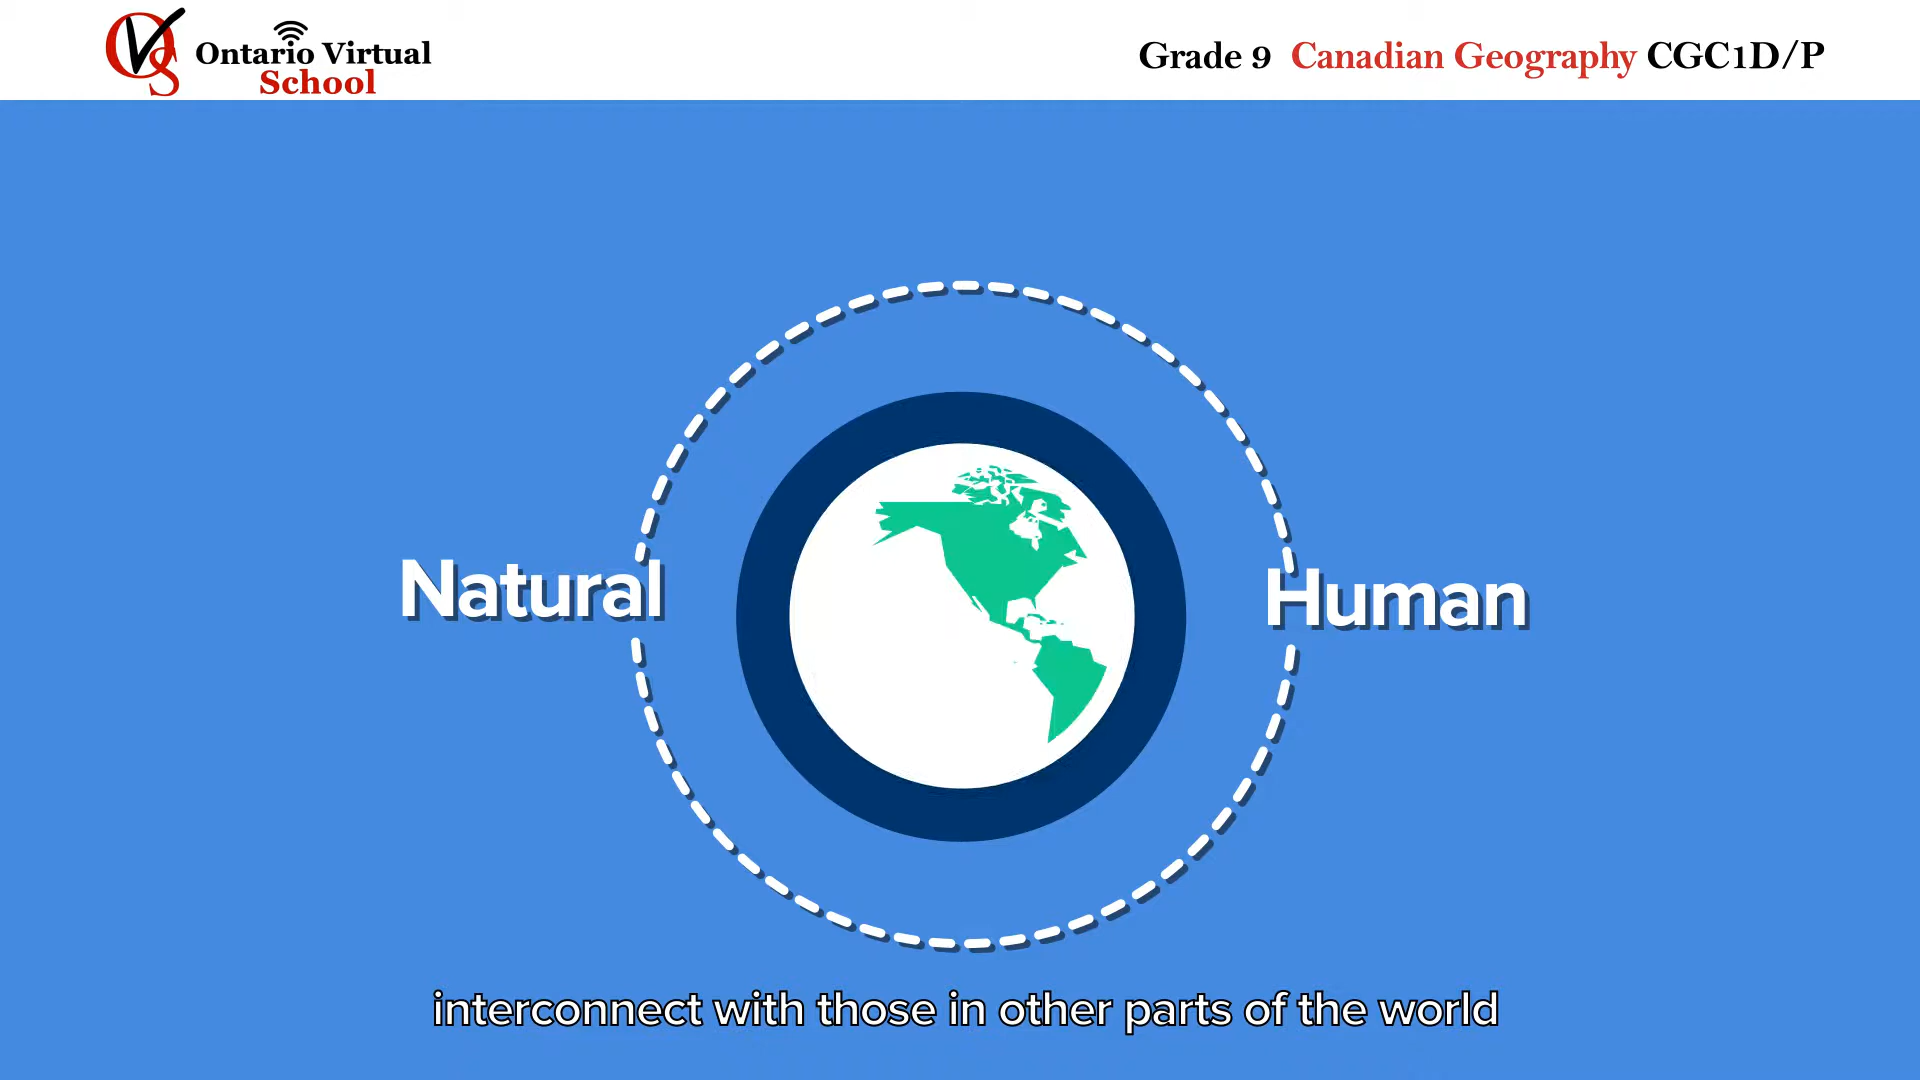 Ontario Virtual
School
Grade 9 Canadian Geography CGC1D/P
Natural
Human
interconnect with those in other parts of the world